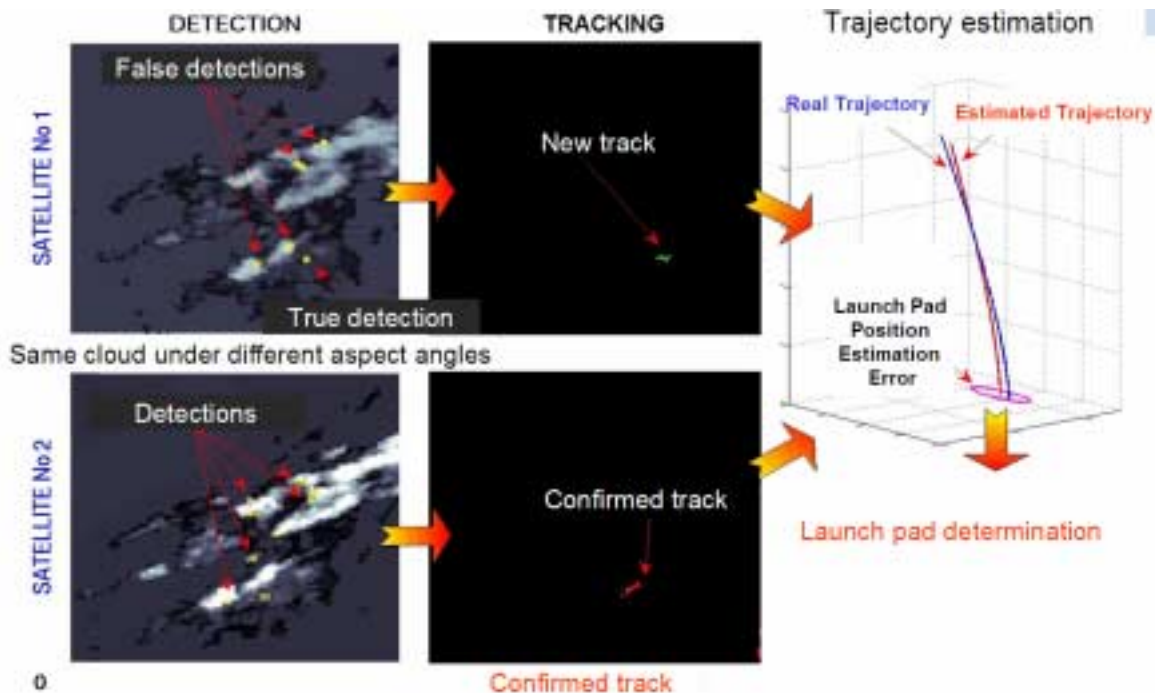 DETECTION
TRACKING
Trajectory estimation
SATELLITE No 1
False detections
True detection
New track
Real Trajectory
Estimated Trajectory
Launch Pad
Position
Estimation
Error
Same cloud under different aspect angles
SATELLITE No 2
Detections
Confirmed track
Launch pad determination
0
Confirmed track